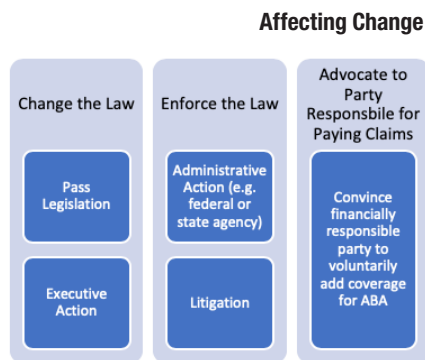 Affecting Change
Change the Law
Pass
Legislation
Executive
Action
Enforce the Law
Administrative
Action (e.g.
federal or
state agency)
Litigation
Advocate to
Party
Responsbile for
Paying Claims
Convince
financially
responsible
party to
voluntarily
add coverage
for ABA